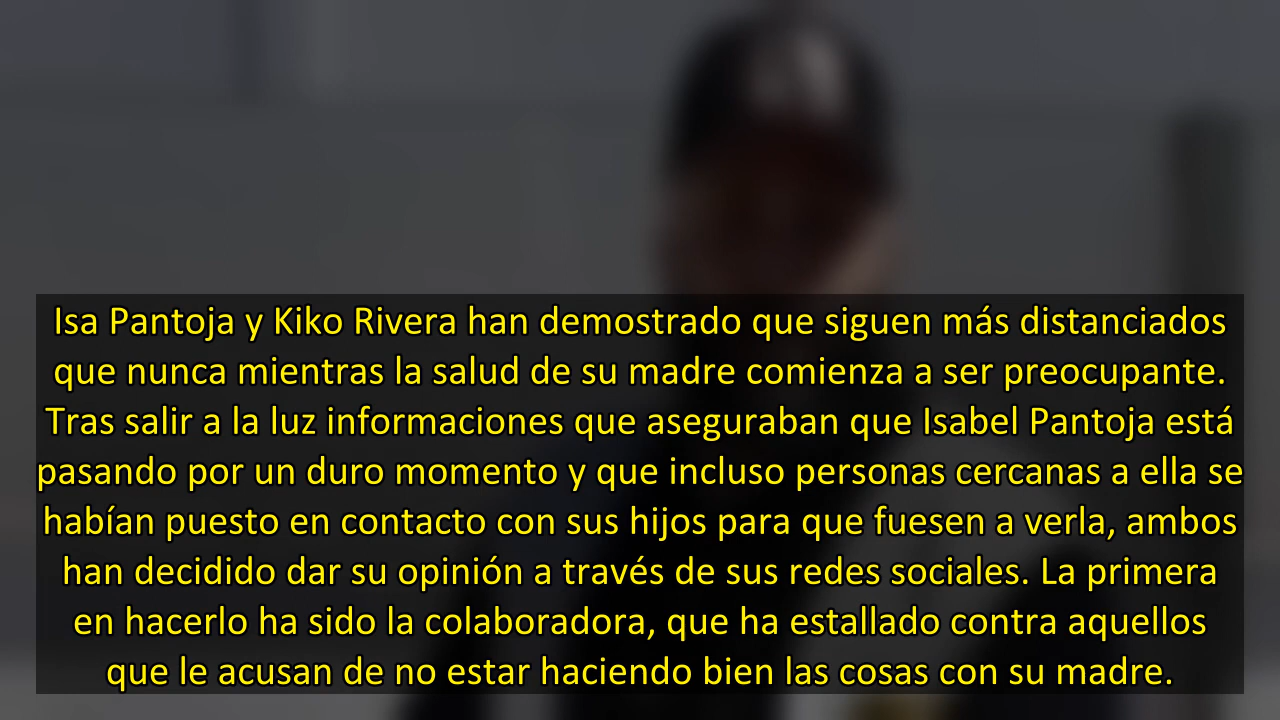 Isa Pantoja y Kiko Rivera han demostrado que siguen más distanciados
que nunca mientras la salud de su madre comienza a ser preocupante.
Tras salir a la luz informaciones que aseguraban que Isabel Pantoja está
pasando por un duro momento y que incluso personas cercanas a ella se
habían puesto en contacto con sus hijos para que fuesen a verla, ambos
han decidido dar su opinión a través de sus redes sociales. La primera
en hacerlo ha sido la colaboradora, que ha estallado contra aquellos
que le acusan de no estar haciendo bien las cosas con su madre.